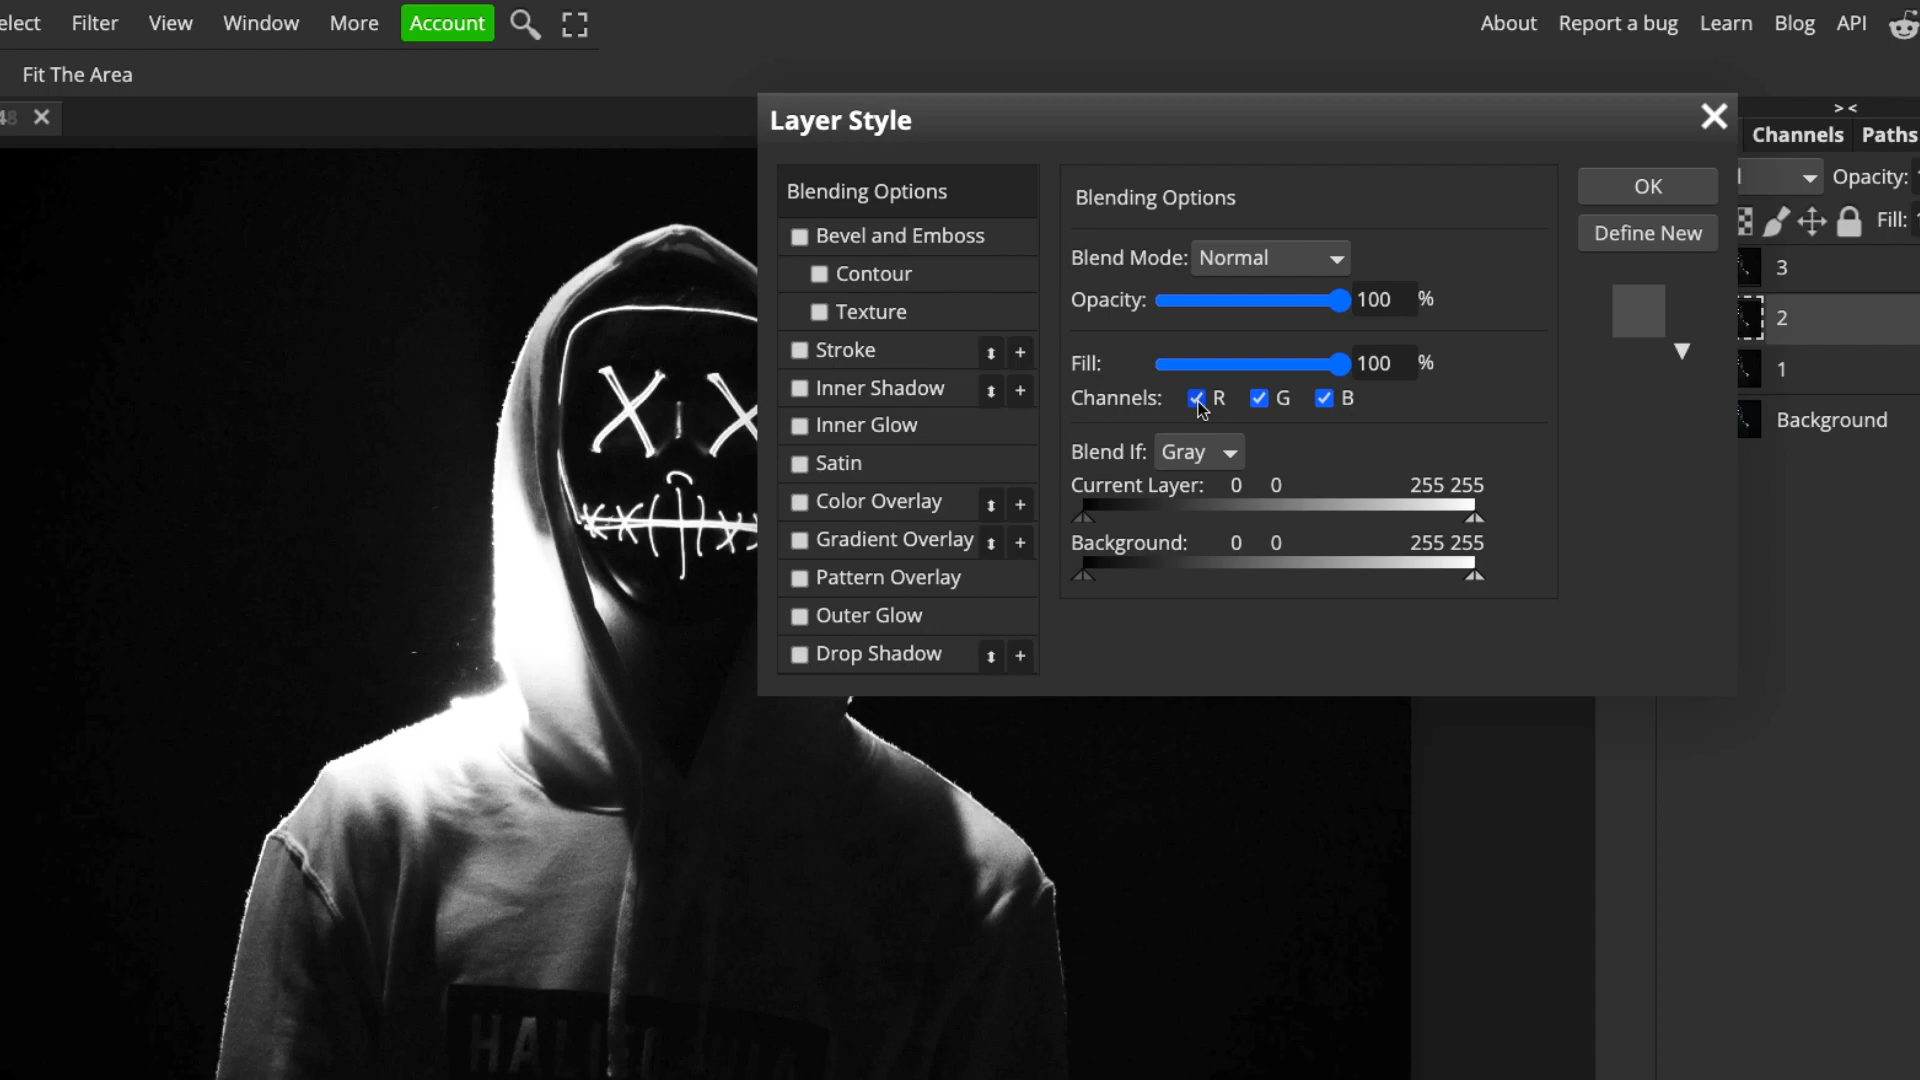 elect Filter View Window More Account About Report a bug Learn Blog API
Fit The Area
48
Layer Style
Channels Paths
Blending Options
Bevel and Emboss
Contour
Texture
Stroke +
Inner Shadow +
Inner Glow
Satin
Color Overlay +
Gradient Overlay +
Pattern Overlay
Outer Glow
Drop Shadow +
Blending Options
Blend Mode: Normal
Opacity: 100 %
Fill: 100 %
Channels: R G B
Blend If: Gray
Current Layer: 0 0 255 255
Background: 0 0 255 255
OK
Define New
Opacity:
Fill:
3
2
1
Background